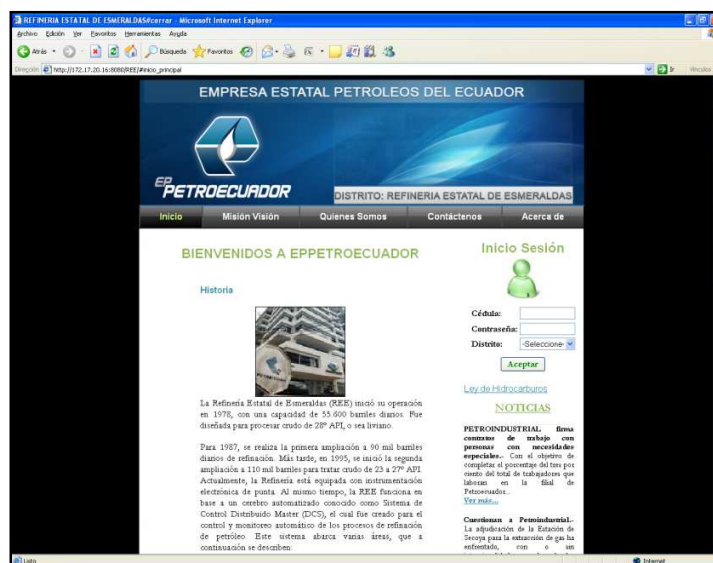 REFINERIA ESTATAL DE ESMERALDAS#cerrar - Microsoft Internet Explorer
Archivo Edición Ver Favoritos Herramientas Ayuda
Atrás Búsqueda Favoritos
Dirección http://172.17.20.16:8080/REE/#inicio_principal Ir Vínculos
EMPRESA ESTATAL PETROLEOS DEL ECUADOR
EP
PETROECUADOR
DISTRITO: REFINERIA ESTATAL DE ESMERALDAS
Inicio Misión Visión Quienes Somos Contáctenos Acerca de
BIENVENIDOS A EPPETROECUADOR
Historia
La Refinería Estatal de Esmeraldas (REE) inició su operación
en 1978, con una capacidad de 55.600 barriles diarios. Fue
diseñada para procesar crudo de 28° API, o sea liviano.
Para 1987, se realiza la primera ampliación a 90 mil barriles
diarios de refinación. Más tarde, en 1995, se inició la segunda
ampliación a 110 mil barriles para tratar crudo de 23 a 27° API.
Actualmente, la Refinería está equipada con instrumentación
electrónica de punta. Al mismo tiempo, la REE funciona en
base a un cerebro automatizado conocido como Sistema de
Control Distribuido Master (DCS), el cual fue creado para el
control y monitoreo automático de los procesos de refinación
de petróleo. Este sistema abarca varias áreas, que a
continuación se describen:
Inicio Sesión
Cédula:
Contraseña:
Distrito: -Seleccione-
Aceptar
Ley de Hidrocarburos
NOTICIAS
PETROINDUSTRIAL firma
contratos de trabajo con
personas con necesidades
especiales.- Con el objetivo de
completar el porcentaje del tres por
ciento del total de trabajadores que
laboran en la filial de
Petroecuador...
Ver más...
Cuestionan a Petroindustrial.-
La adjudicación de la Estación de
Secoya para la extracción de gas ha
enfrentado, con o sin
Listo Internet